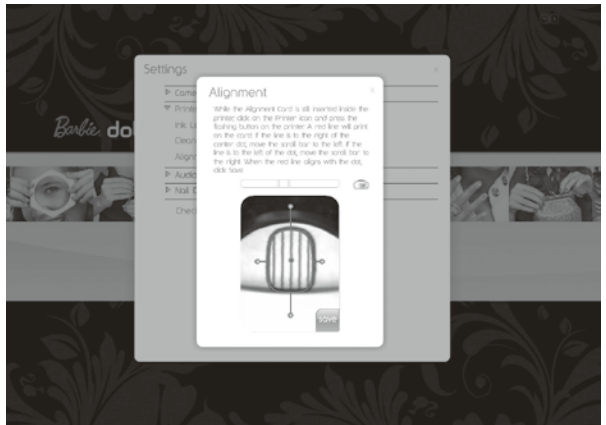 Settings
x
Alignment
x
While the Alignment Card is still inserted inside the
printer click on the Printer icon and press the
flashing button on the printer. A red line will print
on the card. If the line is to the right of the
center dot, move the scroll bar to the left. If the
line is to the left of the dot, move the scroll bar to
the right. When the red line aligns with the dot,
click Save
Came
Printe
Ink L
Clean
Align
Audio
Nail D
Chec
Barbie do
save